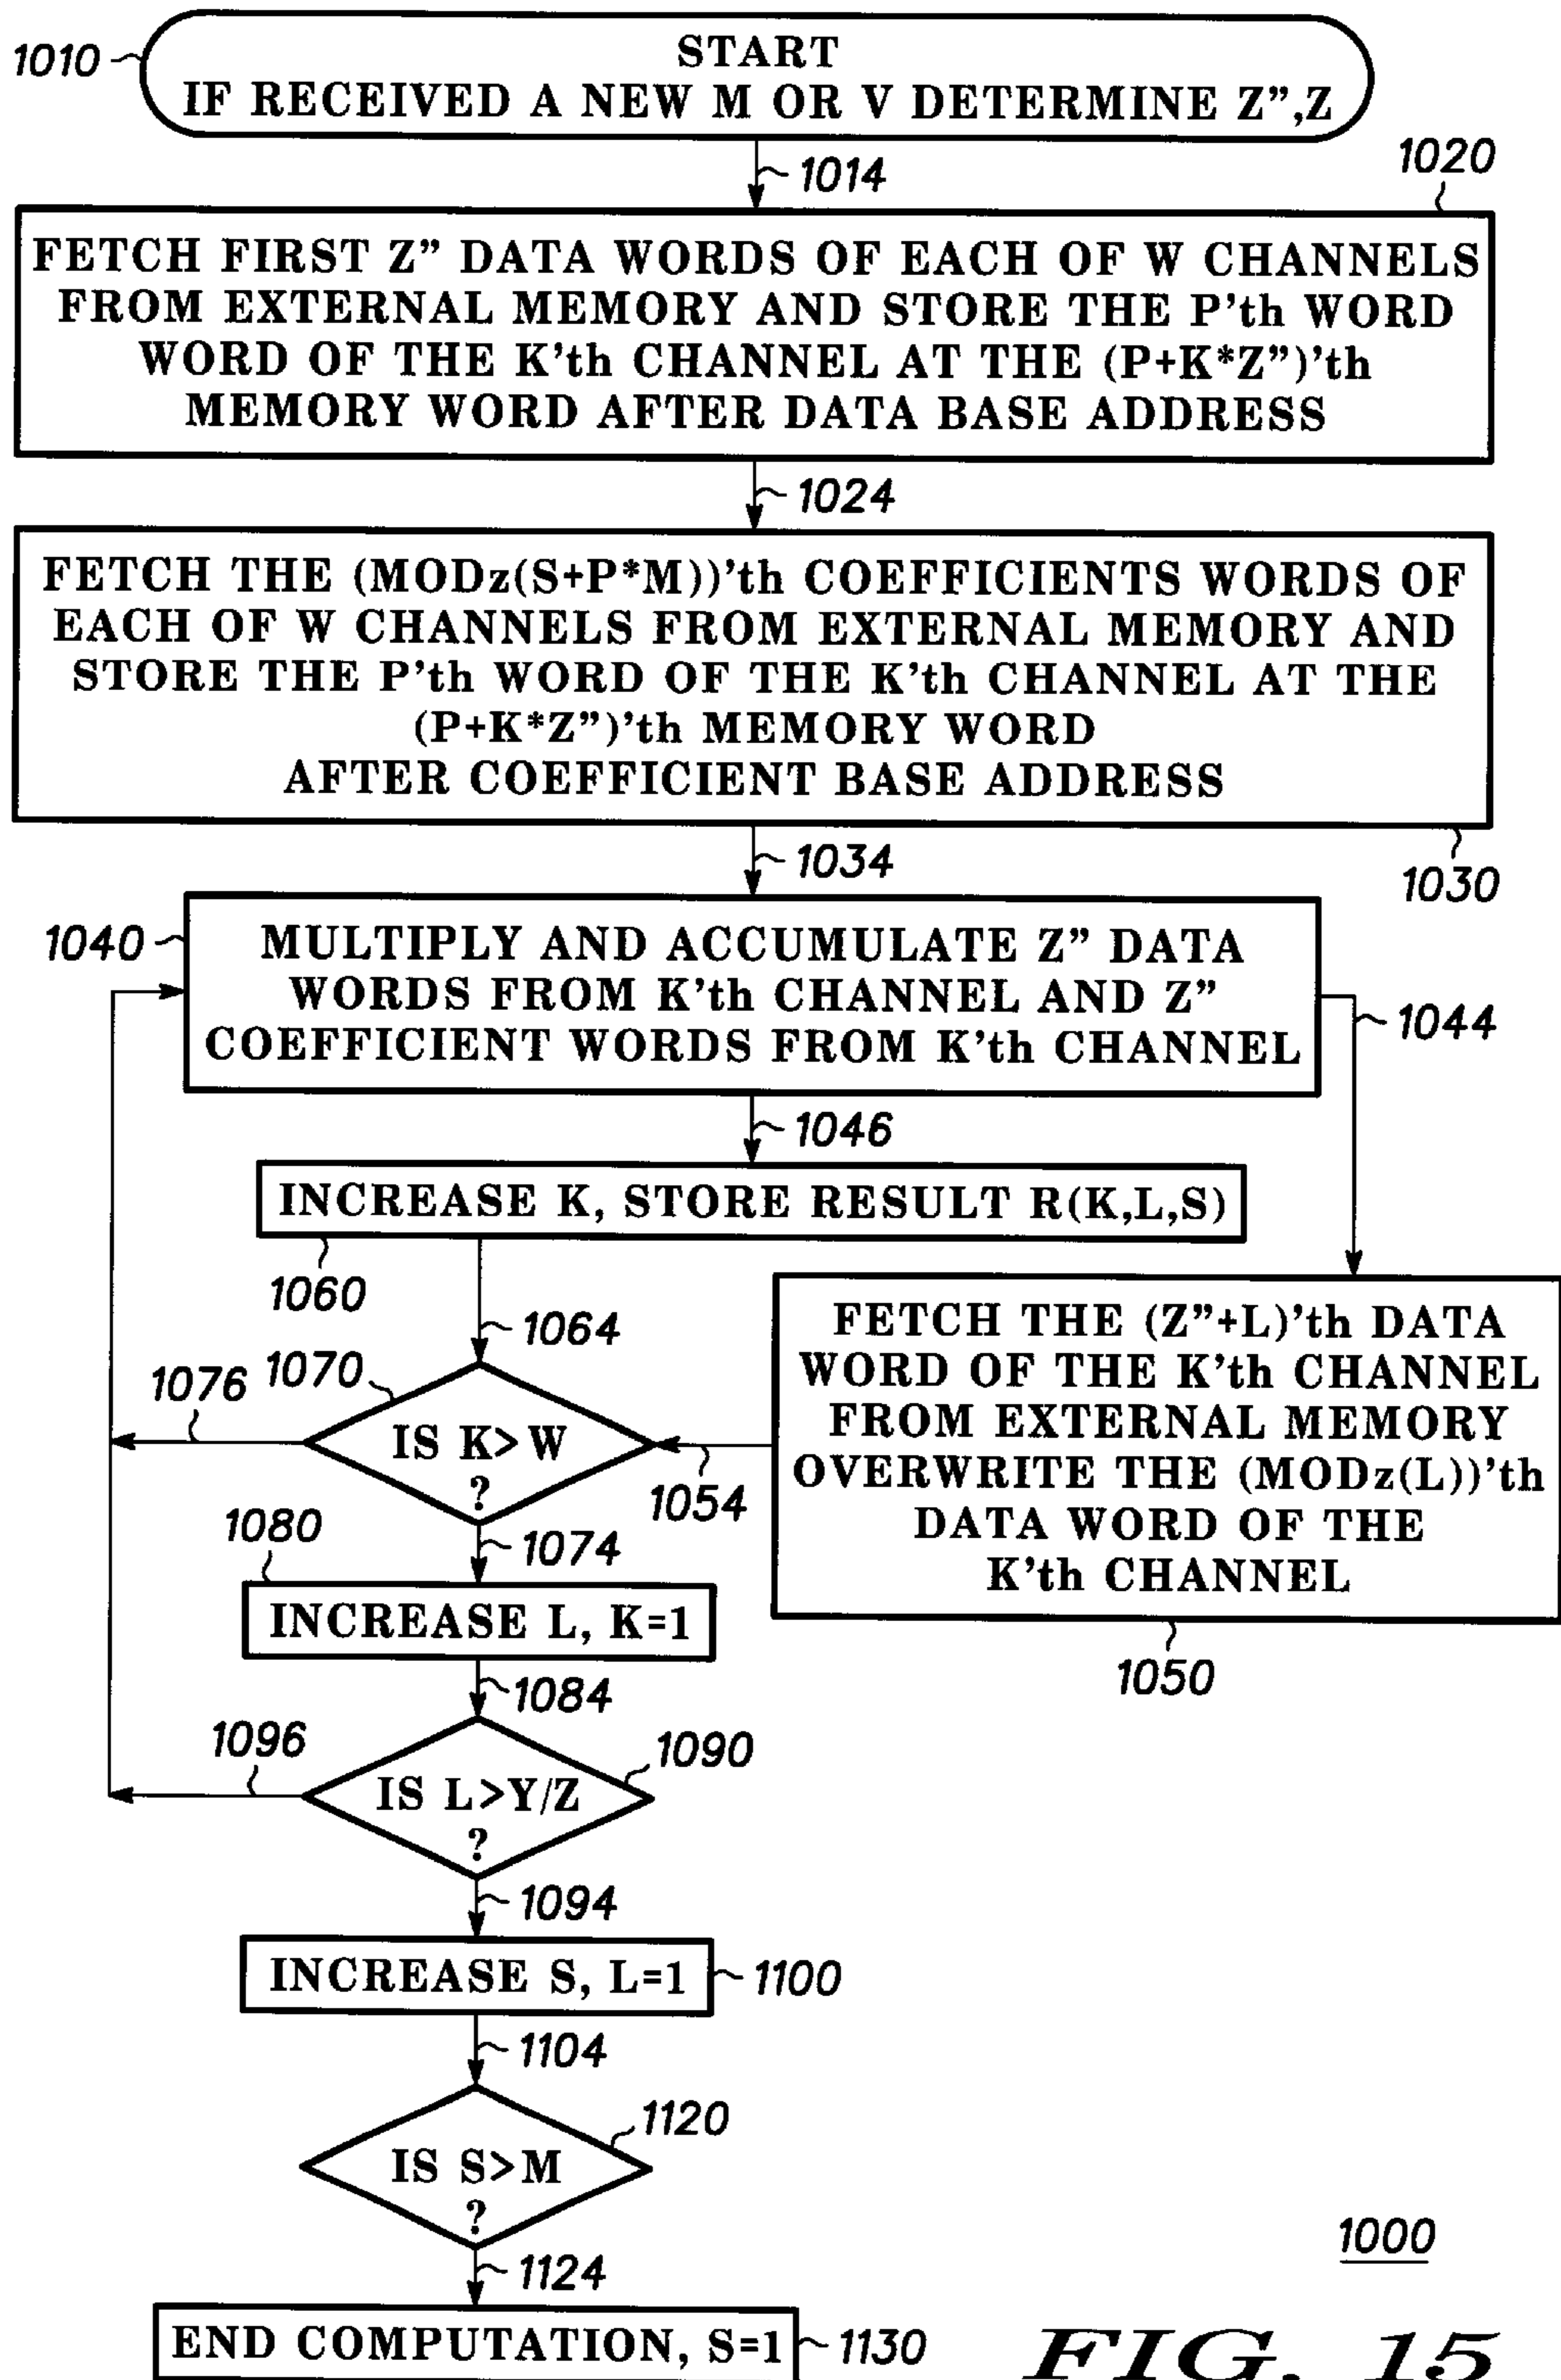 1010
START
IF RECEIVED A NEW M OR V DETERMINE Z”,Z
1014
1020
FETCH FIRST Z” DATA WORDS OF EACH OF W CHANNELS
FROM EXTERNAL MEMORY AND STORE THE P’th WORD
WORD OF THE K’th CHANNEL AT THE (P+K*Z”)’th
MEMORY WORD AFTER DATA BASE ADDRESS
1024
FETCH THE (MODz(S+P*M))’th COEFFICIENTS WORDS OF
EACH OF W CHANNELS FROM EXTERNAL MEMORY AND
STORE THE P’th WORD OF THE K’th CHANNEL AT THE
(P+K*Z”)’th MEMORY WORD
AFTER COEFFICIENT BASE ADDRESS
1034
1030
1040
MULTIPLY AND ACCUMULATE Z” DATA
WORDS FROM K’th CHANNEL AND Z”
COEFFICIENT WORDS FROM K’th CHANNEL
1044
1046
INCREASE K, STORE RESULT R(K,L,S)
1060
1064
FETCH THE (Z”+L)’th DATA
WORD OF THE K’th CHANNEL
FROM EXTERNAL MEMORY
OVERWRITE THE (MODz(L))’th
DATA WORD OF THE
K’th CHANNEL
1050
1054
1076
1070
IS K>W
?
1074
1080
INCREASE L, K=1
1084
1096
1090
IS L>Y/Z
?
1094
INCREASE S, L=1
1100
1104
1120
IS S>M
?
1124
END COMPUTATION, S=1
1130
1000
FIG. 15